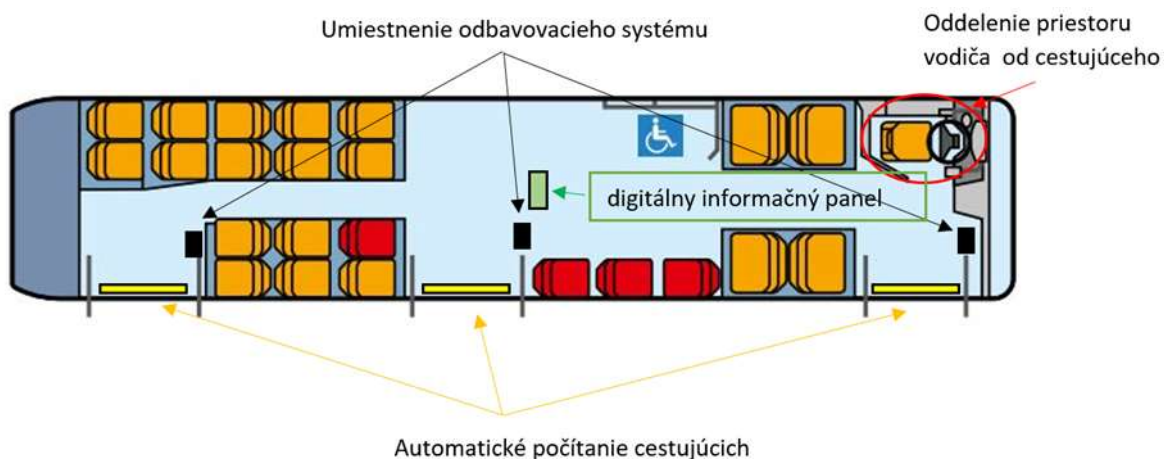 Umiestnenie odbavovacieho systému
Oddelenie priestoru
vodiča od cestujúceho
digitálny informačný panel
Automatické počítanie cestujúcich